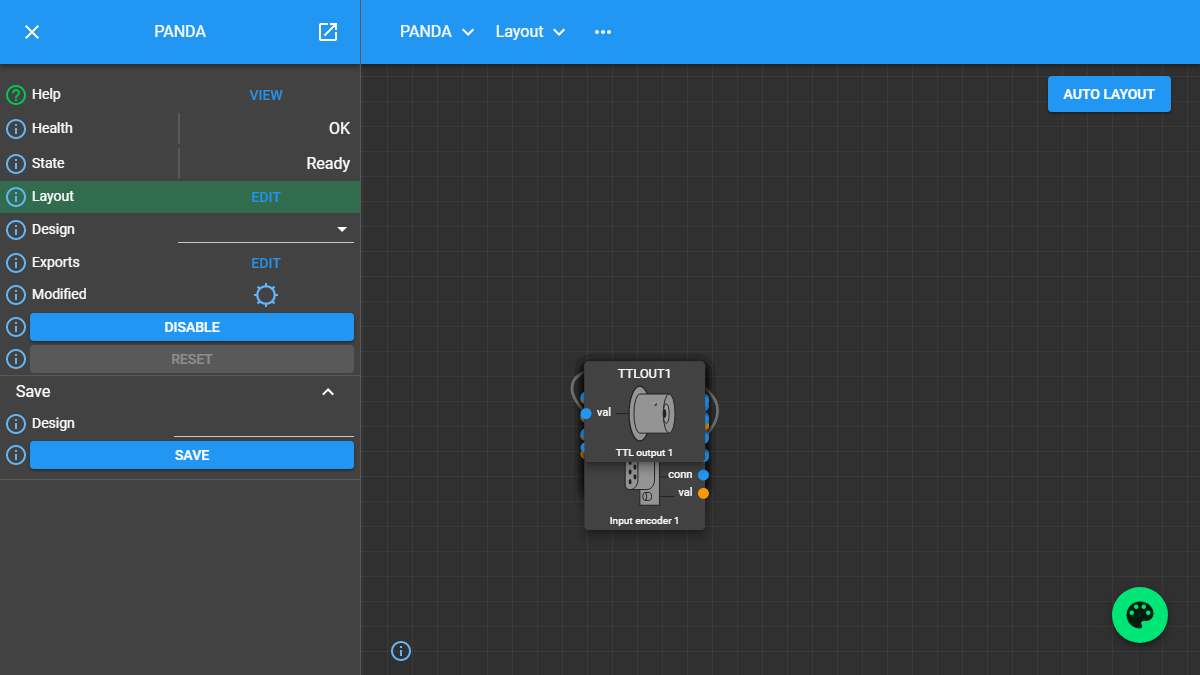 PANDA
PANDA
Layout
AUTO LAYOUT
Help
VIEW
Health
OK
State
Ready
Layout
EDIT
Design
Exports
EDIT
Modified
DISABLE
RESET
Save
Design
SAVE
TTLOUT1
val
TTL output 1
conn
val
Input encoder 1